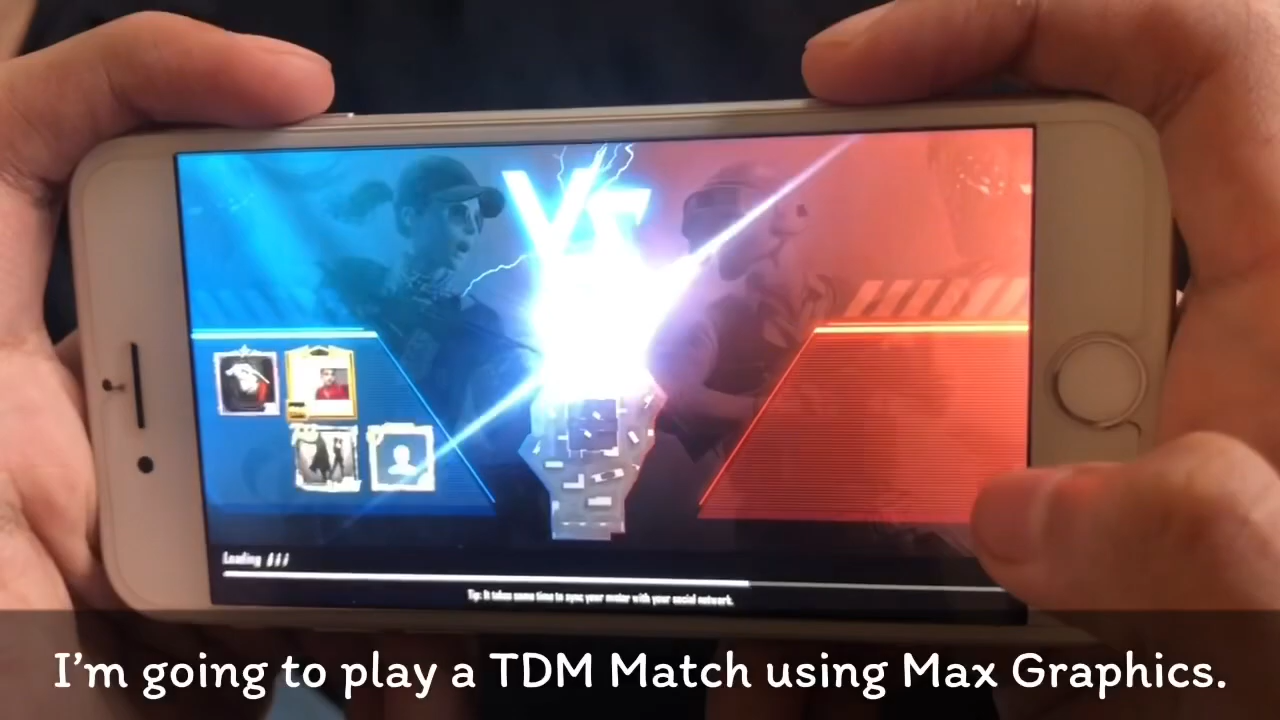 VS
Loading
Tip: It takes some time to sync your avatar with your social network.
I’m going to play a TDM Match using Max Graphics.